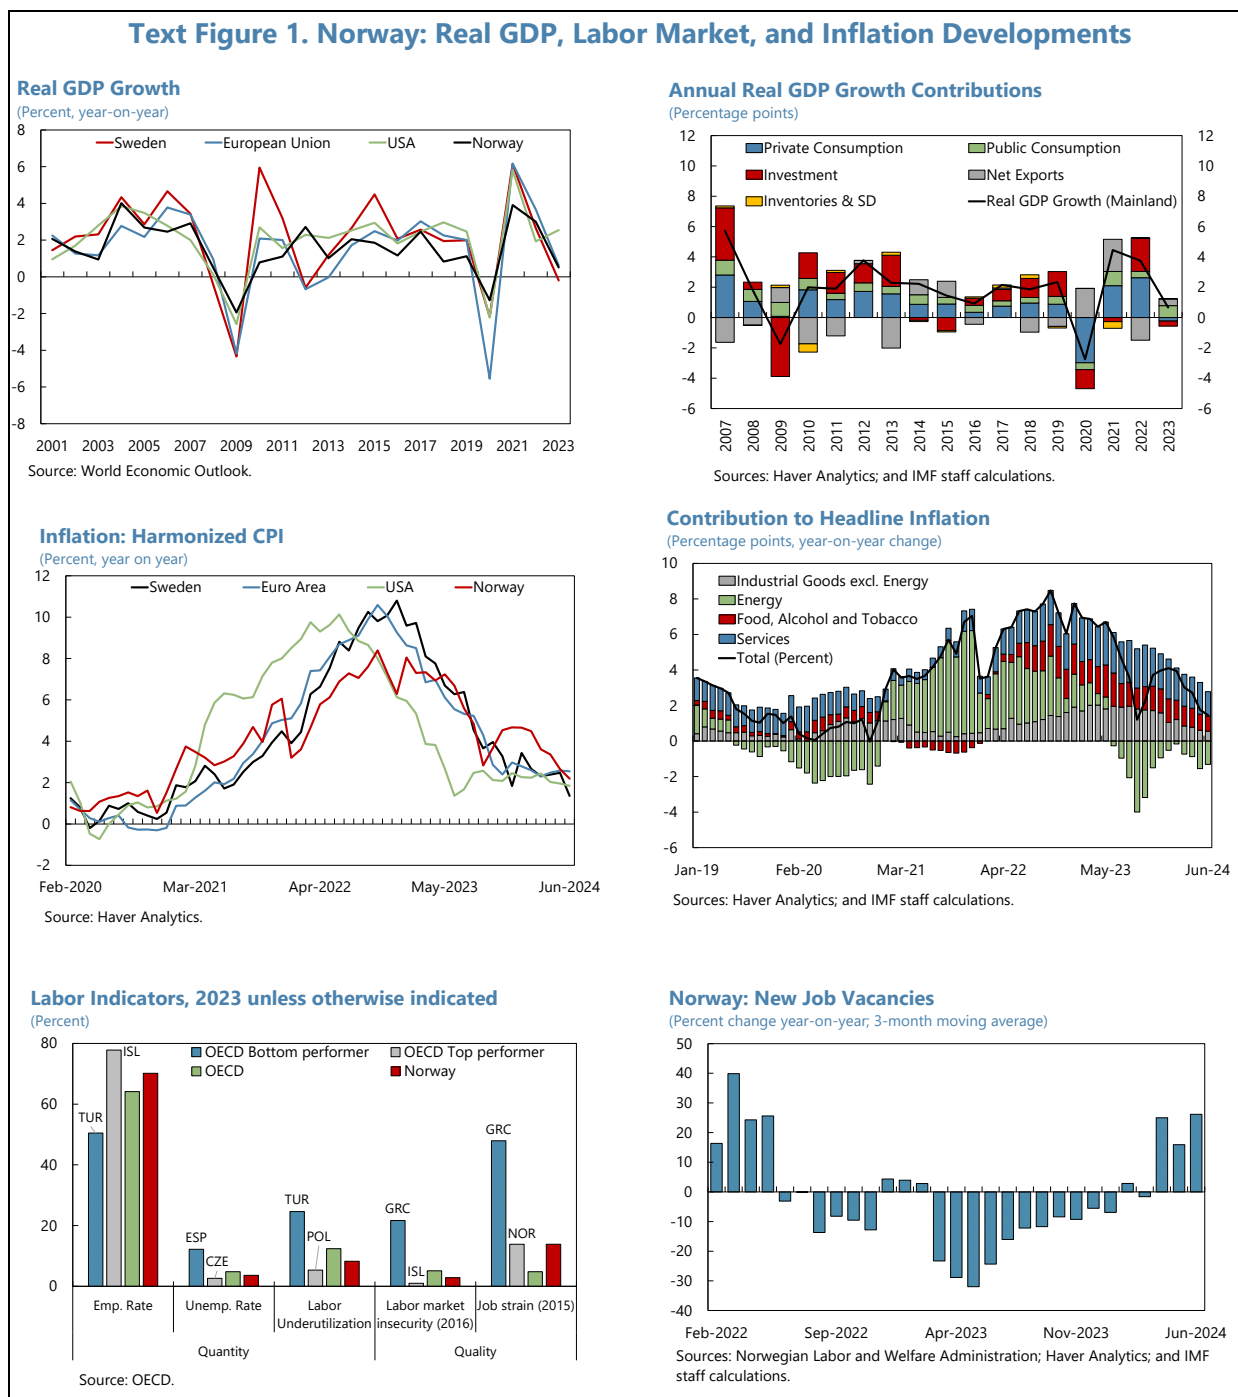 Text Figure 1. Norway: Real GDP, Labor Market, and Inflation Developments
Real GDP Growth
(Percent, year-on-year)
8
Sweden European Union USA Norway
6
4
2
0
-2
-4
-6
-8
2001 2003 2005 2007 2009 2011 2013 2015 2017 2019 2021 2023
Source: World Economic Outlook.
Annual Real GDP Growth Contributions
(Percentage points)
12 12
Private Consumption Public Consumption
10 10
Investment Net Exports
8 8
Inventories & SD Real GDP Growth (Mainland)
6 6
4 4
2 2
0 0
-2 -2
-4 -4
-6 -6
2007 2008 2009 2010 2011 2012 2013 2014 2015 2016 2017 2018 2019 2020 2021 2022 2023
Sources: Haver Analytics; and IMF staff calculations.
Inflation: Harmonized CPI
(Percent, year on year)
12
Sweden Euro Area USA Norway
10
8
6
4
2
0
-2
Feb-2020 Mar-2021 Apr-2022 May-2023 Jun-2024
Source: Haver Analytics.
Contribution to Headline Inflation
(Percentage points, year-on-year change)
10
Industrial Goods excl. Energy
Energy
8
Food, Alcohol and Tobacco
Services
6
Total (Percent)
4
2
0
-2
-4
-6
Jan-19 Feb-20 Mar-21 Apr-22 May-23 Jun-24
Sources: Haver Analytics; and IMF staff calculations.
Labor Indicators, 2023 unless otherwise indicated
(Percent)
80
ISL OECD Bottom performer OECD Top performer
OECD Norway
60
TUR
GRC
40
TUR
GRC
20
ESP
POL
NOR
CZE
ISL
0
Emp. Rate Unemp. Rate Labor Labor market Job strain (2015)
Underutilization insecurity (2016)
Quantity Quality
Source: OECD.
Norway: New Job Vacancies
(Percent change year-on-year; 3-month moving average)
50
40
30
20
10
0
-10
-20
-30
-40
Feb-2022 Sep-2022 Apr-2023 Nov-2023 Jun-2024
Sources: Norwegian Labor and Welfare Administration; Haver Analytics; and IMF
staff calculations.